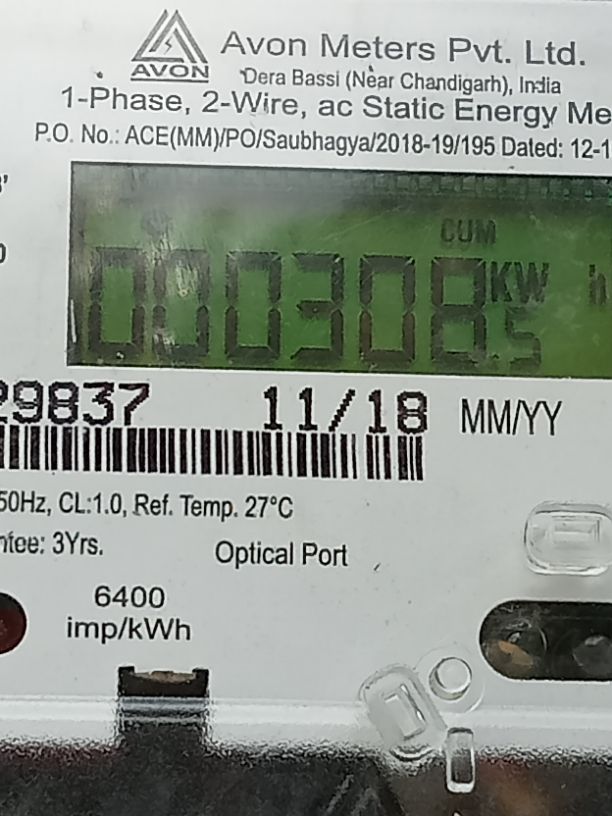 AVON
Avon Meters Pvt. Ltd.
Dera Bassi (Near Chandigarh), India
1-Phase, 2-Wire, ac Static Energy Me
P.O. No.: ACE(MM)/PO/Saubhagya/2018-19/195 Dated: 12-1
CUM
000308.5 KW h
29837 11/18 MM/YY
50Hz, CL:1.0, Ref. Temp. 27°C
ntee: 3Yrs.
Optical Port
6400
imp/kWh